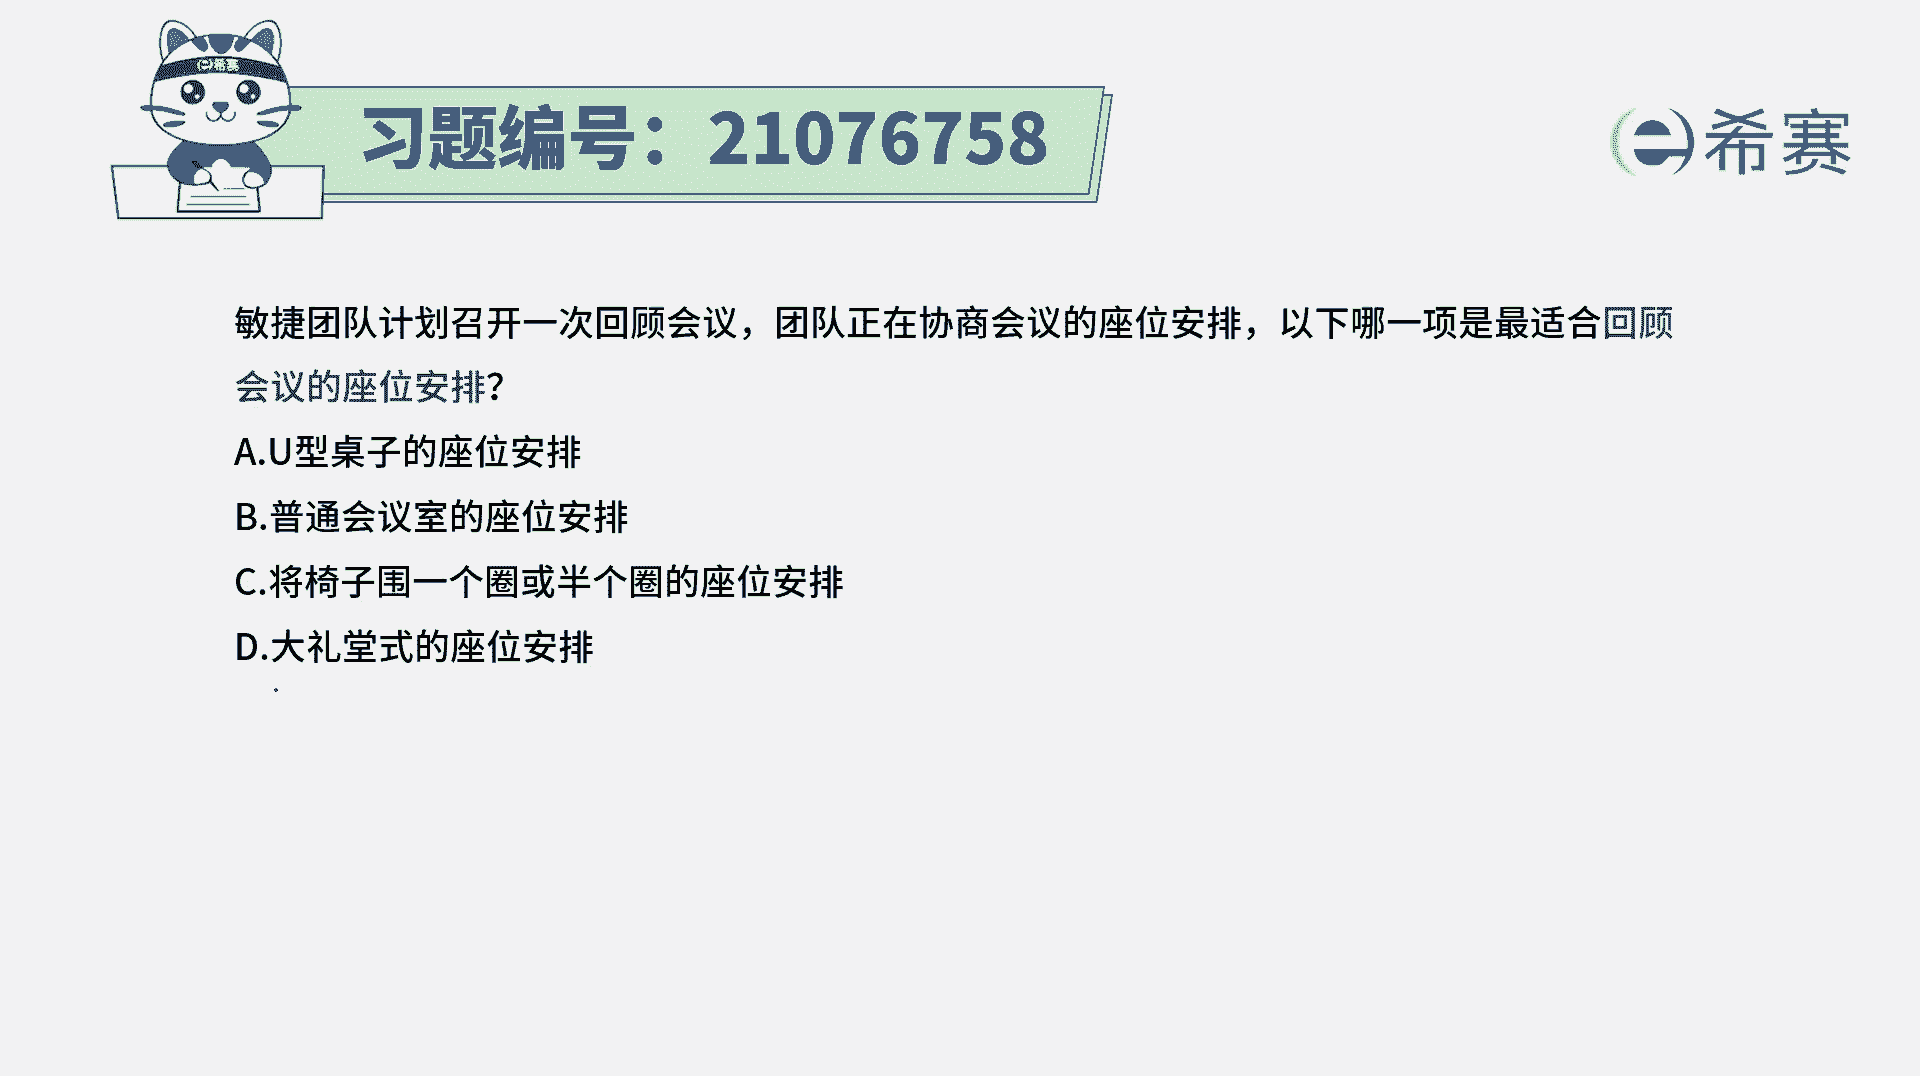 希赛
习题编号：21076758
希赛
敏捷团队计划召开一次回顾会议，团队正在协商会议的座位安排，以下哪一项是最适合回顾
会议的座位安排？
A.U型桌子的座位安排
B.普通会议室的座位安排
C.将椅子围一个圈或半个圈的座位安排
D.大礼堂式的座位安排